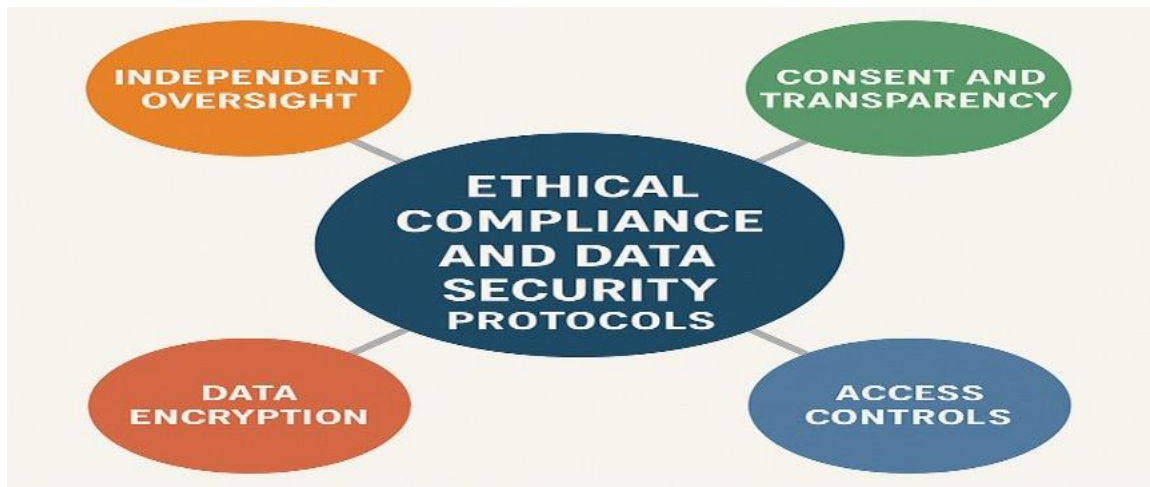 INDEPENDENT
OVERSIGHT
CONSENT AND
TRANSPARENCY
ETHICAL
COMPLIANCE
AND DATA
SECURITY
PROTOCOLS
DATA
ENCRYPTION
ACCESS
CONTROLS